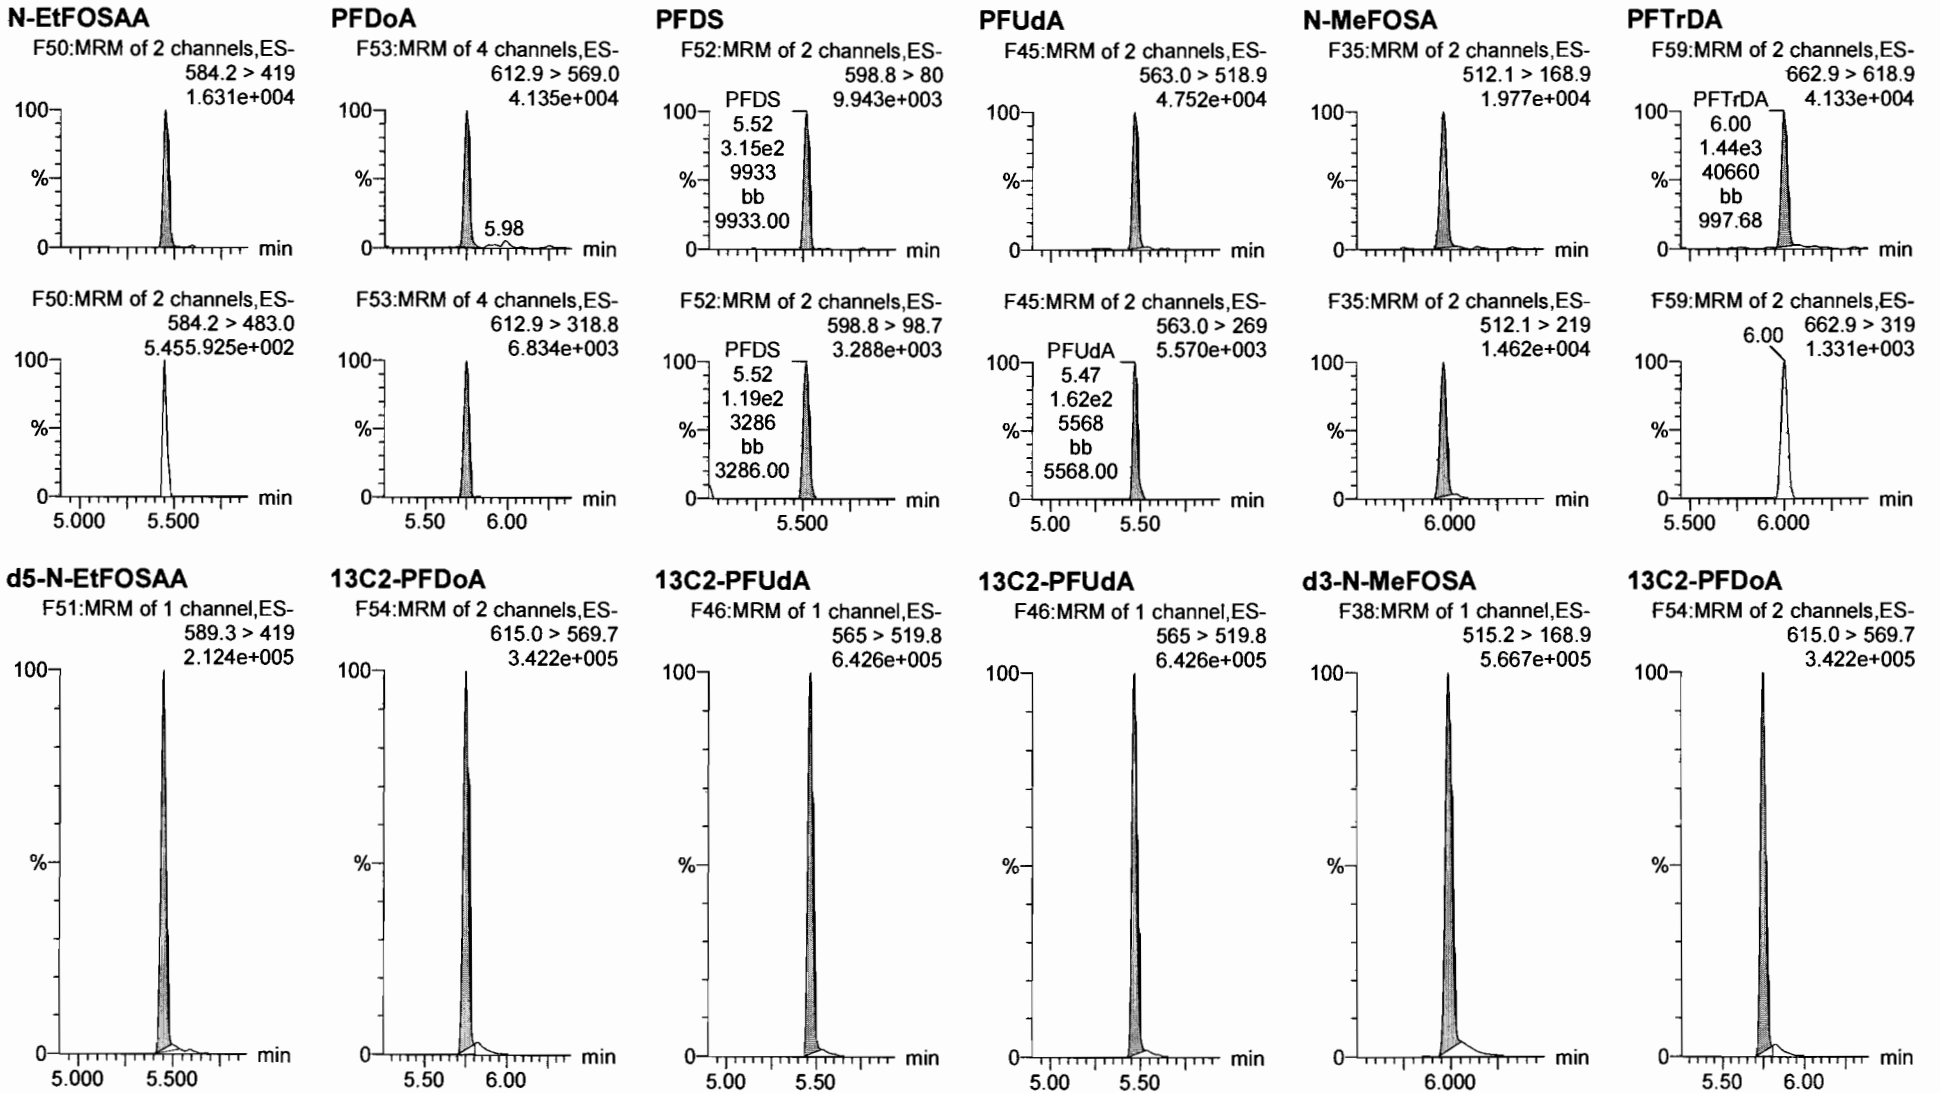 N-EtFOSAA
F50:MRM of 2 channels,ES-
584.2 > 419
1.631e+004
100
%
0
min
F50:MRM of 2 channels,ES-
584.2 > 483.0
5.455.925e+002
100
%
0
min
5.000 5.500
PFDoA
F53:MRM of 4 channels,ES-
612.9 > 569.0
4.135e+004
100
%
5.98
0
min
F53:MRM of 4 channels,ES-
612.9 > 318.8
6.834e+003
100
%
0
min
5.50 6.00
PFDS
F52:MRM of 2 channels,ES-
598.8 > 80
9.943e+003
PFDS
5.52
3.15e2
9933
bb
9933.00
100
%
0
min
F52:MRM of 2 channels,ES-
598.8 > 98.7
3.288e+003
PFDS
5.52
1.19e2
3286
bb
3286.00
100
%
0
min
5.500
PFUdA
F45:MRM of 2 channels,ES-
563.0 > 518.9
4.752e+004
100
%
0
min
F45:MRM of 2 channels,ES-
563.0 > 269
5.570e+003
PFUdA
5.47
1.62e2
5568
bb
5568.00
100
%
0
min
5.00 5.50
N-MeFOSA
F35:MRM of 2 channels,ES-
512.1 > 168.9
1.977e+004
100
%
0
min
F35:MRM of 2 channels,ES-
512.1 > 219
1.462e+004
100
%
0
min
6.000
PFTrDA
F59:MRM of 2 channels,ES-
662.9 > 618.9
4.133e+004
PFTrDA
6.00
1.44e3
40660
bb
997.68
100
%
0
min
F59:MRM of 2 channels,ES-
662.9 > 319
1.331e+003
6.00
100
%
0
min
5.500 6.000
d5-N-EtFOSAA
F51:MRM of 1 channel,ES-
589.3 > 419
2.124e+005
100
%
0
min
5.000 5.500
13C2-PFDoA
F54:MRM of 2 channels,ES-
615.0 > 569.7
3.422e+005
100
%
0
min
5.50 6.00
13C2-PFUdA
F46:MRM of 1 channel,ES-
565 > 519.8
6.426e+005
100
%
0
min
5.00 5.50
13C2-PFUdA
F46:MRM of 1 channel,ES-
565 > 519.8
6.426e+005
100
%
0
min
5.00 5.50
d3-N-MeFOSA
F38:MRM of 1 channel,ES-
515.2 > 168.9
5.667e+005
100
%
0
min
6.000
13C2-PFDoA
F54:MRM of 2 channels,ES-
615.0 > 569.7
3.422e+005
100
%
0
min
5.50 6.00